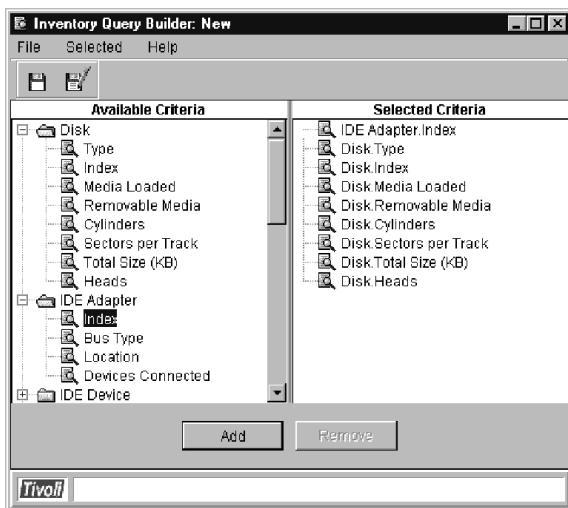 Inventory Query Builder: New
File Selected Help
Available Criteria
Disk
Type
Index
Media Loaded
Removable Media
Cylinders
Sectors per Track
Total Size (KB)
Heads
IDE Adapter
Index
Bus Type
Location
Devices Connected
IDE Device
Selected Criteria
IDE Adapter.Index
Disk.Type
Disk.Index
Disk.Media Loaded
Disk.Removable Media
Disk.Cylinders
Disk.Sectors per Track
Disk.Total Size (KB)
Disk.Heads
Add Remove
Tivoli